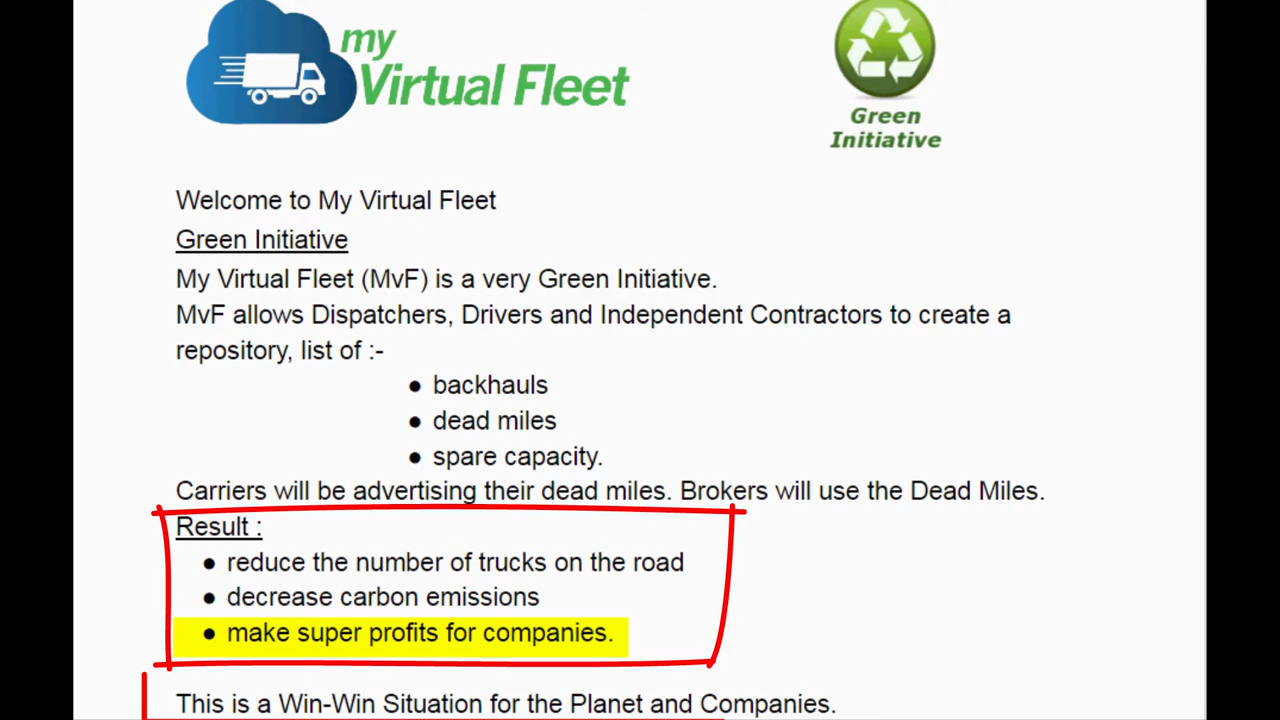 my
Virtual Fleet
Green
Initiative
Welcome to My Virtual Fleet
Green Initiative
My Virtual Fleet (MvF) is a very Green Initiative.
MvF allows Dispatchers, Drivers and Independent Contractors to create a
repository, list of :-
● backhauls
● dead miles
● spare capacity.
Carriers will be advertising their dead miles. Brokers will use the Dead Miles.
Result :
● reduce the number of trucks on the road
● decrease carbon emissions
● make super profits for companies.
This is a Win-Win Situation for the Planet and Companies.